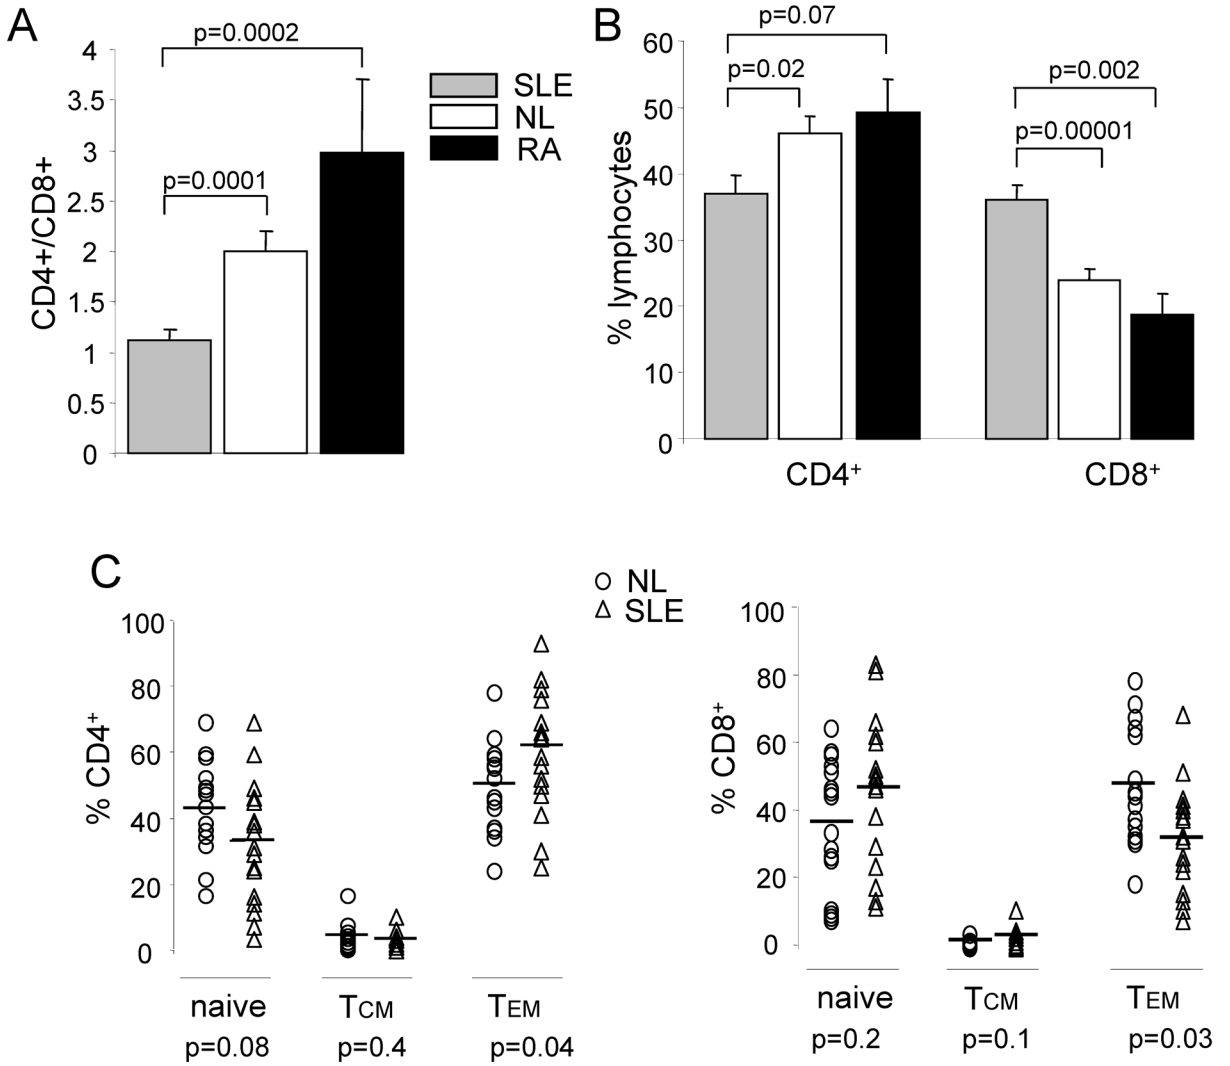 A
p=0.0002
p=0.0001
CD4+/CD8+
4
3.5
3
2.5
2
1.5
1
0.5
0
SLE
NL
RA
B
p=0.07
p=0.02
p=0.002
p=0.00001
% lymphocytes
60
50
40
30
20
10
0
CD4⁺
CD8⁺
C
NL
SLE
% CD4⁺
100
80
60
40
20
0
naive
TCM
TEM
p=0.08
p=0.4
p=0.04
% CD8⁺
100
80
60
40
20
0
naive
TCM
TEM
p=0.2
p=0.1
p=0.03